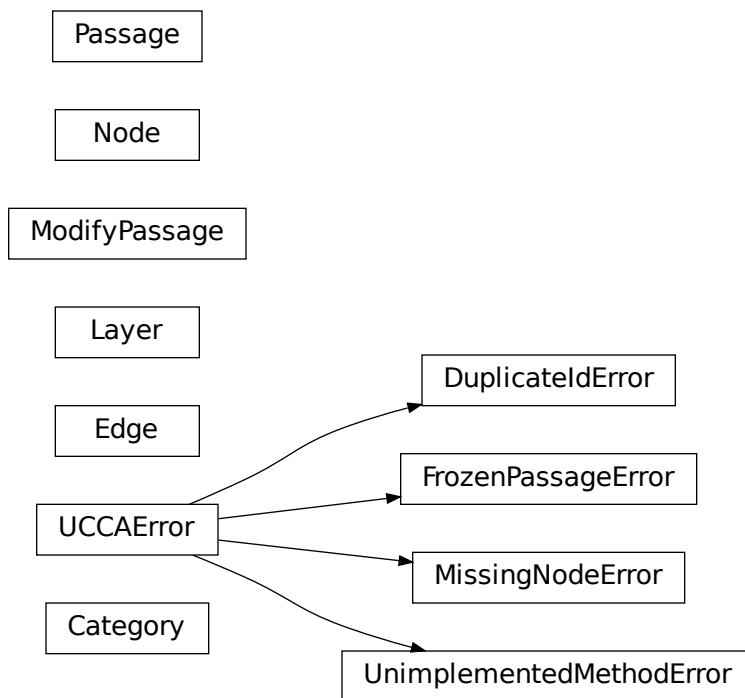 Passage
Node
ModifyPassage
Layer
DuplicateIdError
Edge
FrozenPassageError
UCCAError
MissingNodeError
Category
UnimplementedMethodError